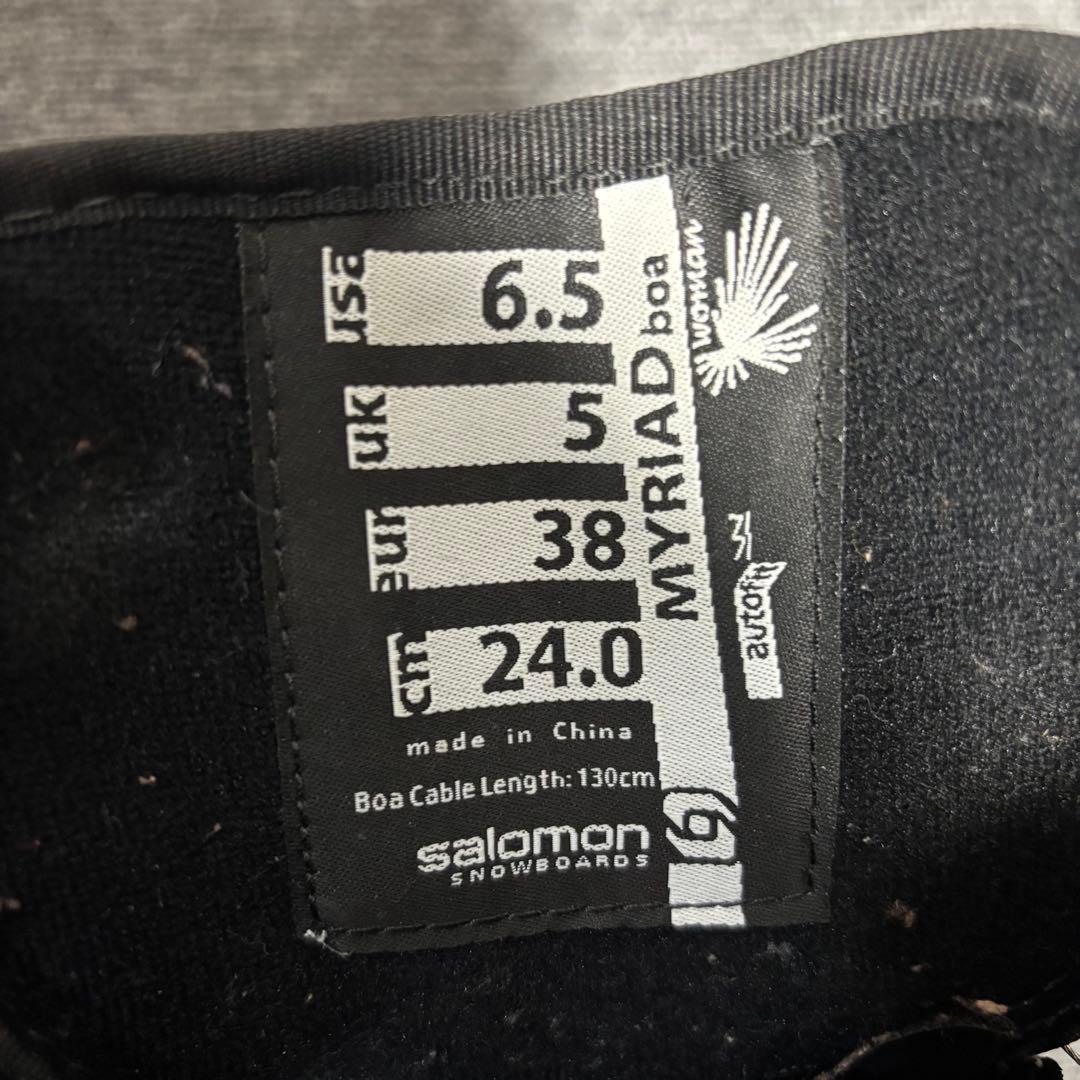 usa 6.5
uk 5
eur 38
cm 24.0
made in China
Boa Cable Length: 130cm
salomon
SNOWBOARDS
MYRIAD boa
woman
autofit